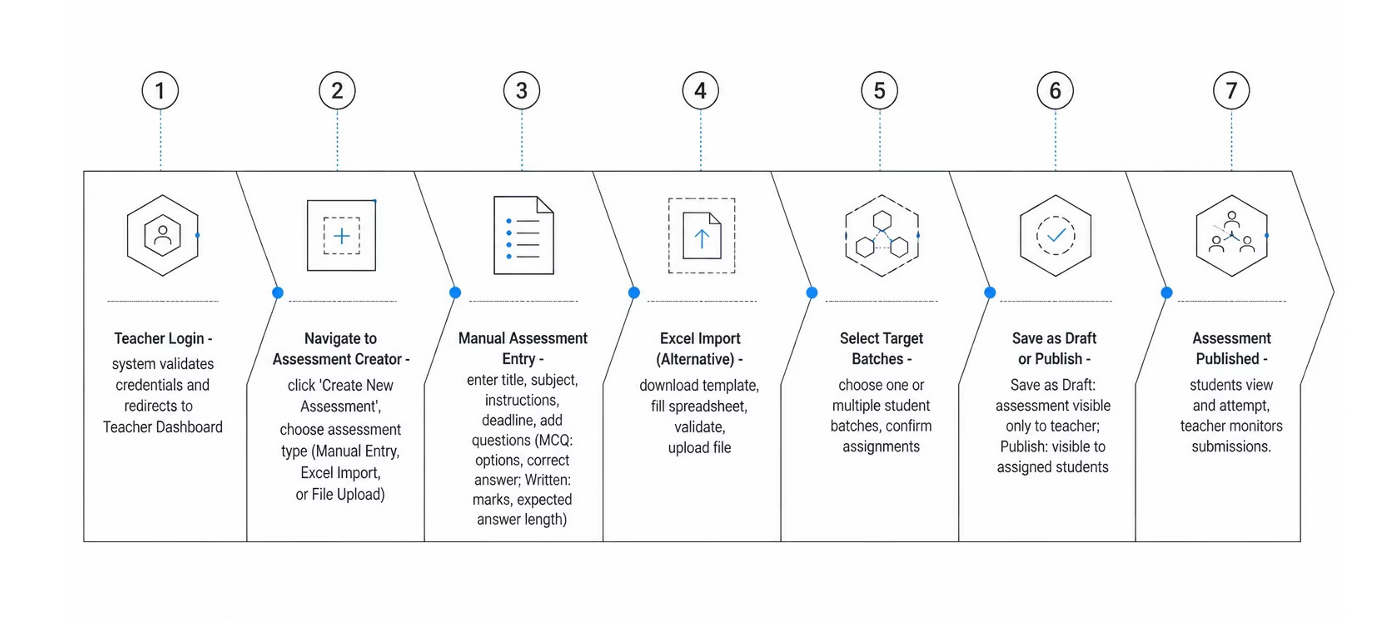 1
2
3
4
5
6
7
Teacher Login -
system validates
credentials and
redirects to
Teacher Dashboard
Navigate to
Assessment Creator -
click 'Create New
Assessment',
choose assessment
type (Manual Entry,
Excel Import,
or File Upload)
Manual Assessment
Entry -
enter title, subject,
instructions,
deadline, add
questions (MCQ:
options, correct
answer; Written:
marks, expected
answer length)
Excel Import
(Alternative) -
download template,
fill spreadsheet,
validate,
upload file
Select Target
Batches -
choose one or
multiple student
batches, confirm
assignments
Save as Draft
or Publish -
Save as Draft:
assessment visible
only to teacher;
Publish: visible to
assigned students
Assessment
Published -
students view
and attempt,
teacher monitors
submissions.